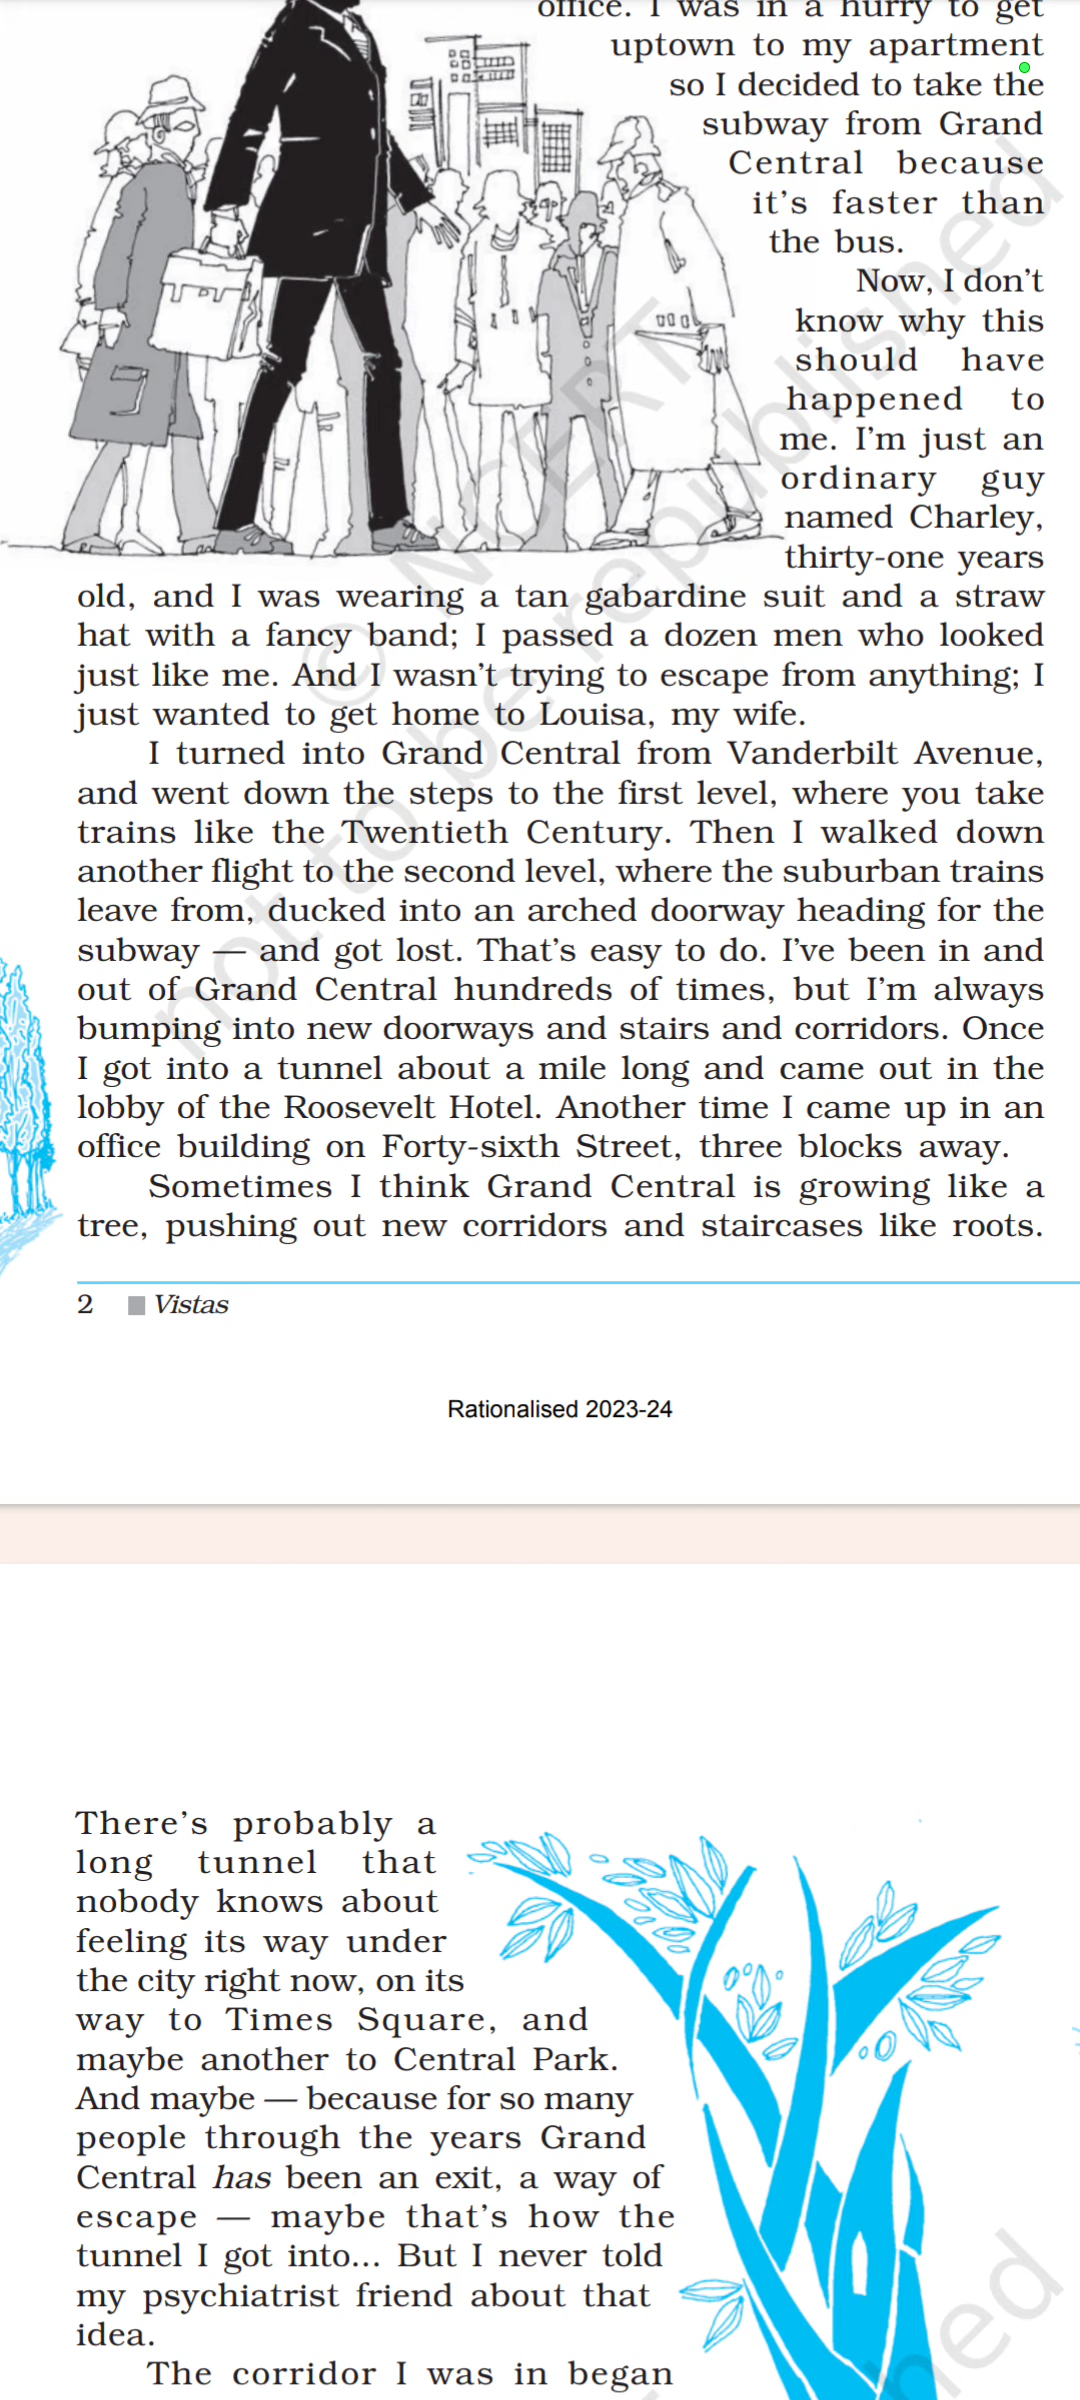 office. I was in a hurry to get
uptown to my apartment
so I decided to take the
subway from Grand
Central because
it's faster than
the bus.
Now, I don't
know why this
should have
happened to
me. I'm just an
ordinary guy
named Charley,
thirty-one years
old, and I was wearing a tan gabardine suit and a straw
hat with a fancy band; I passed a dozen men who looked
just like me. And I wasn't trying to escape from anything; I
just wanted to get home to Louisa, my wife.
I turned into Grand Central from Vanderbilt Avenue,
and went down the steps to the first level, where you take
trains like the Twentieth Century. Then I walked down
another flight to the second level, where the suburban trains
leave from, ducked into an arched doorway heading for the
subway — and got lost. That's easy to do. I've been in and
out of Grand Central hundreds of times, but I'm always
bumping into new doorways and stairs and corridors. Once
I got into a tunnel about a mile long and came out in the
lobby of the Roosevelt Hotel. Another time I came up in an
office building on Forty-sixth Street, three blocks away.
Sometimes I think Grand Central is growing like a
tree, pushing out new corridors and staircases like roots.
© NCERT
not to be republished
2 Vistas
Rationalised 2023-24
There's probably a
long tunnel that
nobody knows about
feeling its way under
the city right now, on its
way to Times Square, and
maybe another to Central Park.
And maybe — because for so many
people through the years Grand
Central has been an exit, a way of
escape — maybe that's how the
tunnel I got into... But I never told
my psychiatrist friend about that
idea.
The corridor I was in began